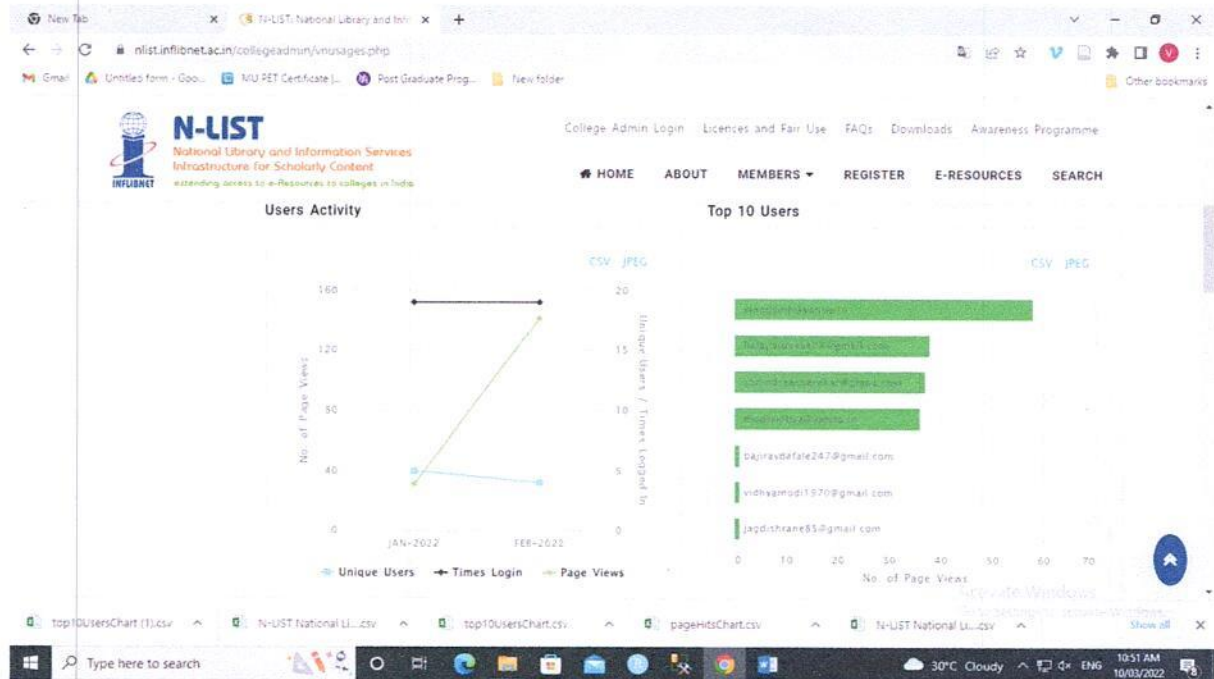 New Tab
N-LIST: National Library and Inf
nlist.inflibnet.ac.in/collegeadmin/vnusages.php
Gmail
Untitled form - Goo...
MU PET Certificate |...
Post Graduate Prog...
New folder
Other bookmarks
INFLIBNET
N-LIST
National Library and Information Services
Infrastructure for Scholarly Content
extending access to e-Resources to colleges in India
College Admin Login Licences and Fair Use FAQs Downloads Awareness Programme
HOME ABOUT MEMBERS REGISTER E-RESOURCES SEARCH
Users Activity
CSV JPEG
160
120
80
40
0
No. of Page Views
20
15
10
5
0
Unique Users / Times Logged In
JAN-2022 FEB-2022
Unique Users Times Login Page Views
Top 10 Users
CSV JPEG
bajiravdafale247@gmail.com
vidhyamodi1970@gmail.com
jagdishrane85@gmail.com
0 10 20 30 40 50 60 70
No. of Page Views
Activate Windows
Go to Settings to activate Windows.
top10UsersChart (1).csv
N-LIST National Li....csv
top10UsersChart.csv
pageHitsChart.csv
N-LIST National Li....csv
Show all
Type here to search
30°C Cloudy
ENG
10:51 AM
10/03/2022